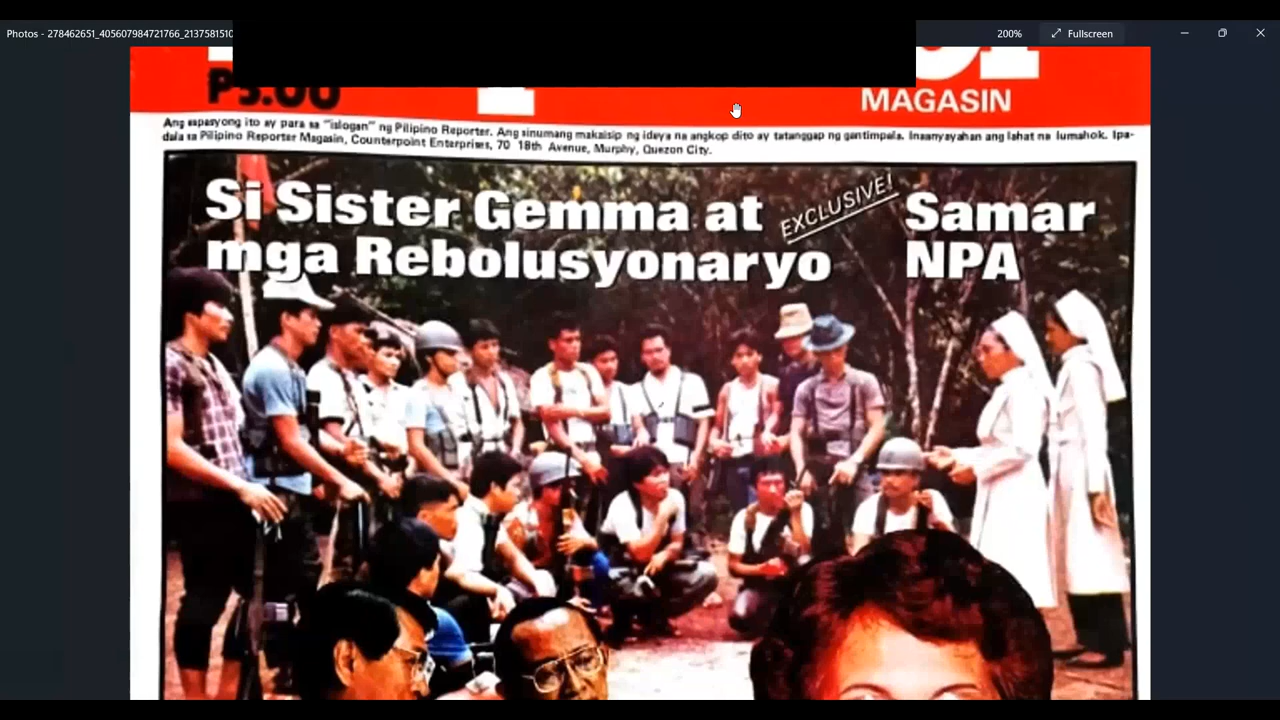 Photos - 278462651_405607984721766_213758151
200%
Fullscreen
P5.00
MAGASIN
Ang espasyong ito ay para sa "islogan" ng Pilipino Reporter. Ang sinumang makaisip ng ideya na angkop dito ay tatanggap ng gantimpala. Inaanyayahan ang lahat na lumahok. Ipa-
dala sa Pilipino Reporter Magasin, Counterpoint Enterprises, 70 18th Avenue, Murphy, Quezon City.
Si Sister Gemma at
mga Rebolusyonaryo
EXCLUSIVE!
Samar
NPA